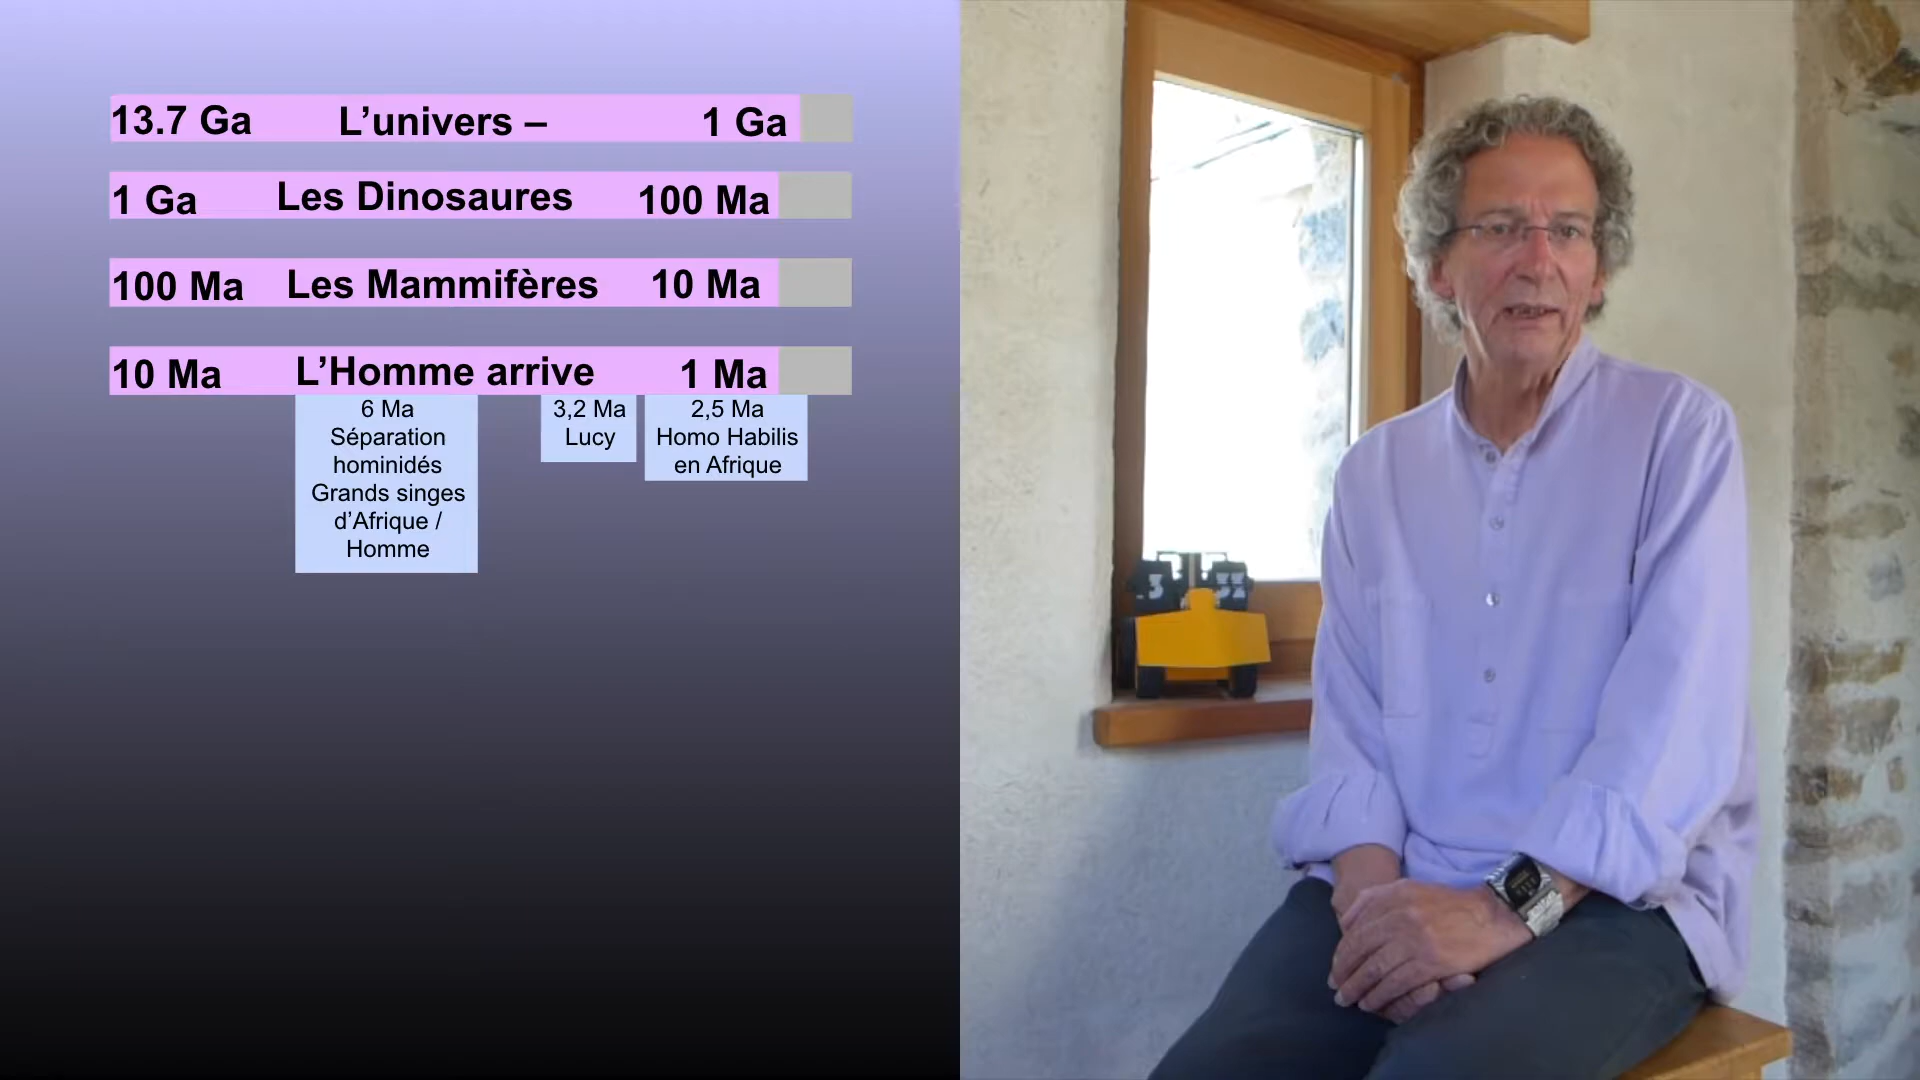 13.7 Ga L’univers – 1 Ga
1 Ga Les Dinosaures 100 Ma
100 Ma Les Mammifères 10 Ma
10 Ma L’Homme arrive 1 Ma
6 Ma
Séparation
hominidés
Grands singes
d’Afrique /
Homme
3,2 Ma
Lucy
2,5 Ma
Homo Habilis
en Afrique